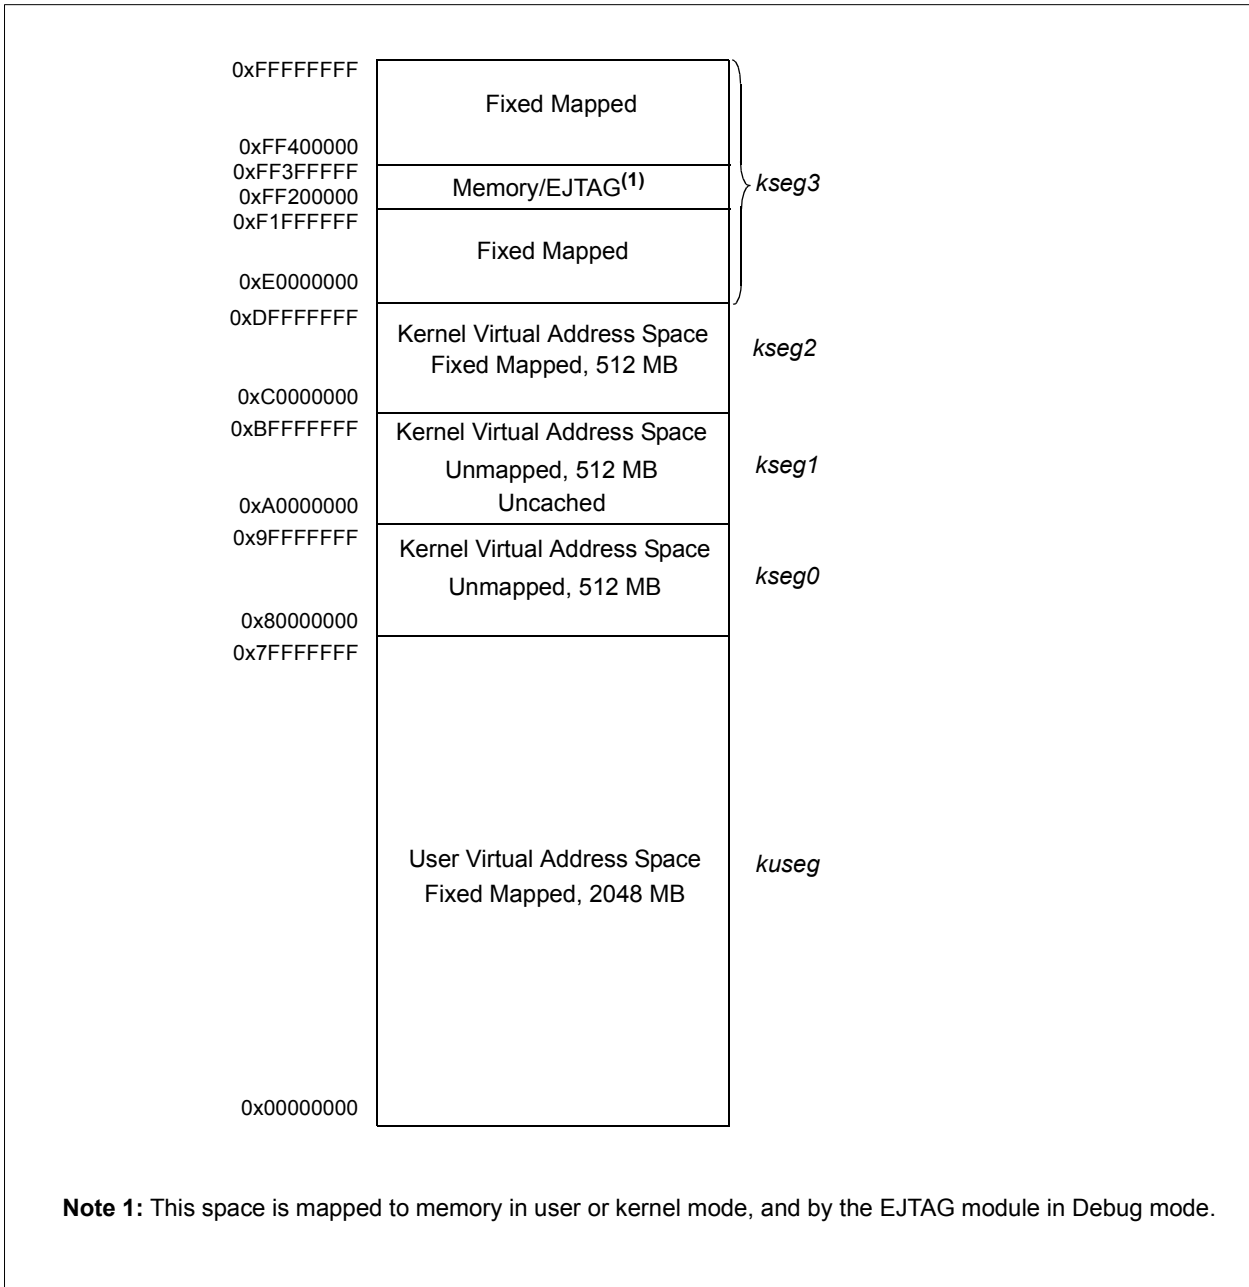 0xFFFFFFFF
Fixed Mapped
0xFF400000
0xFF3FFFFF
Memory/EJTAG(1)
kseg3
0xFF200000
0xF1FFFFFF
Fixed Mapped
0xE0000000
0xDFFFFFFF
Kernel Virtual Address Space
Fixed Mapped, 512 MB
kseg2
0xC0000000
0xBFFFFFFF
Kernel Virtual Address Space
Unmapped, 512 MB
kseg1
Uncached
0xA0000000
0x9FFFFFFF
Kernel Virtual Address Space
Unmapped, 512 MB
kseg0
0x80000000
0x7FFFFFFF
User Virtual Address Space
Fixed Mapped, 2048 MB
kuseg
0x00000000
Note 1: This space is mapped to memory in user or kernel mode, and by the EJTAG module in Debug mode.